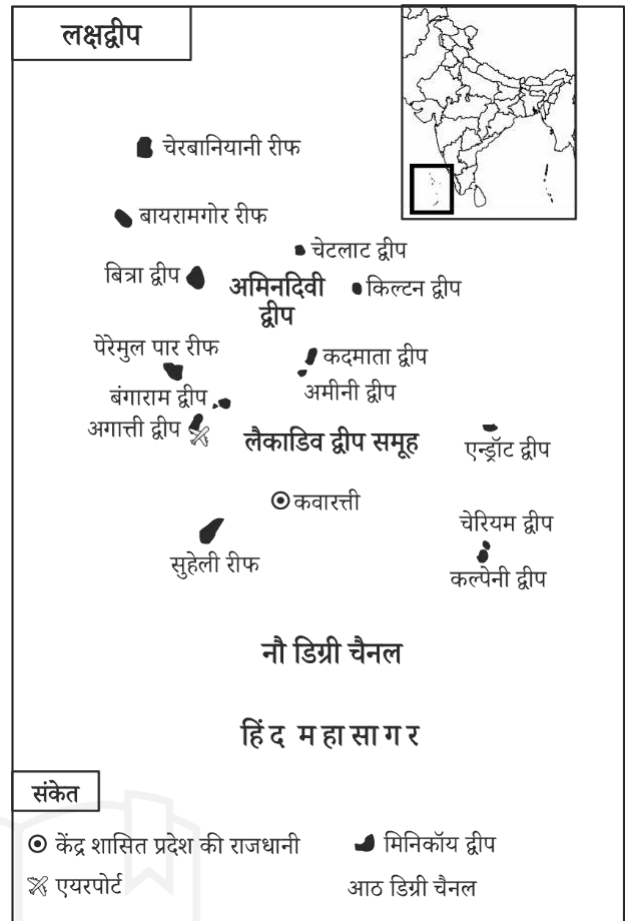 लक्षद्वीप
चेरबानियानी रीफ
बायरामगोर रीफ
चेटलाट द्वीप
बित्रा द्वीप
अमिनदिवी
द्वीप
किल्टन द्वीप
पेरेमुल पार रीफ
कदमाता द्वीप
बंगाराम द्वीप
अमीनी द्वीप
अगात्ती द्वीप
लैकाडिव द्वीप समूह
एन्ड्रॉट द्वीप
कवारत्ती
चेरियम द्वीप
सुहेली रीफ
कल्पेनी द्वीप
नौ डिग्री चैनल
हिंद महासागर
संकेत
केंद्र शासित प्रदेश की राजधानी
मिनिकॉय द्वीप
एयरपोर्ट
आठ डिग्री चैनल